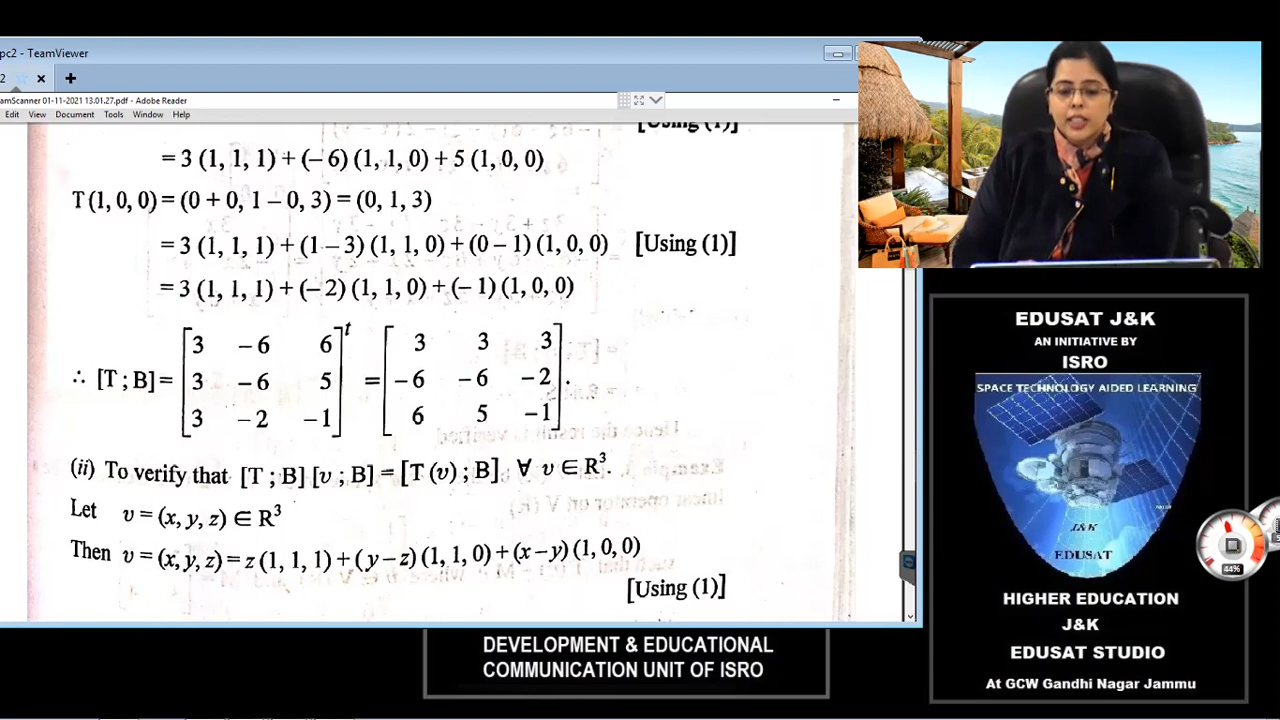 pc2 - TeamViewer
2
amScanner 01-11-2021 13.01.27.pdf - Adobe Reader
Edit View Document Tools Window Help
[Using (1)]
= 3 (1, 1, 1) + (– 6) (1, 1, 0) + 5 (1, 0, 0)
T (1, 0, 0) = (0 + 0, 1 – 0, 3) = (0, 1, 3)
= 3 (1, 1, 1) + (1 – 3) (1, 1, 0) + (0 – 1) (1, 0, 0) [Using (1)]
= 3 (1, 1, 1) + (– 2) (1, 1, 0) + (– 1) (1, 0, 0)
3 – 6 6 t 3 3 3
∴ [T ; B] = 3 – 6 5 = – 6 – 6 – 2 .
3 – 2 – 1 6 5 – 1
(ii) To verify that [T ; B] [v ; B] = [T (v) ; B] ∀ v ∈ R³.
Let v = (x, y, z) ∈ R³
Then v = (x, y, z) = z (1, 1, 1) + (y – z) (1, 1, 0) + (x – y) (1, 0, 0)
[Using (1)]
EDUSAT J&K
AN INITIATIVE BY
ISRO
SPACE TECHNOLOGY AIDED LEARNING
J&K
EDUSAT
44%
HIGHER EDUCATION
J&K
EDUSAT STUDIO
At GCW Gandhi Nagar Jammu
DEVELOPMENT & EDUCATIONAL
COMMUNICATION UNIT OF ISRO